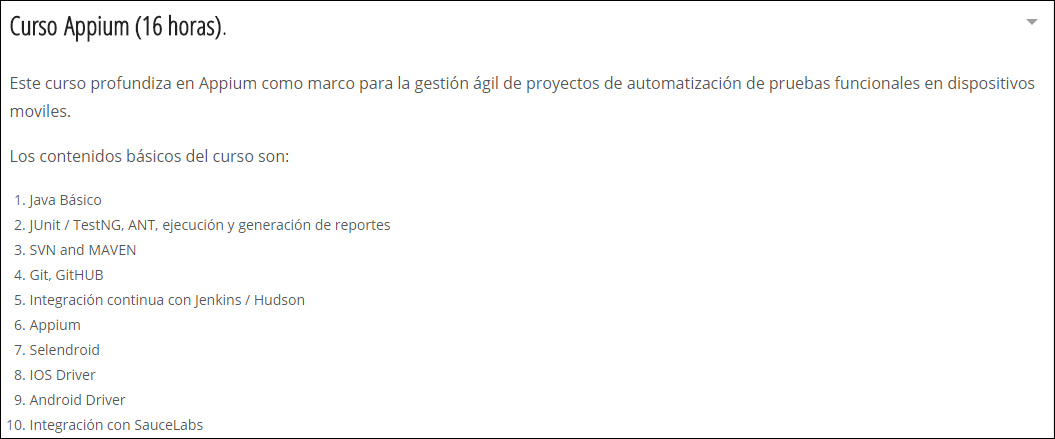 Curso Appium (16 horas).
Este curso profundiza en Appium como marco para la gestión ágil de proyectos de automatización de pruebas funcionales en dispositivos
moviles.
Los contenidos básicos del curso son:
1. Java Básico
2. JUnit / TestNG, ANT, ejecución y generación de reportes
3. SVN and MAVEN
4. Git, GitHUB
5. Integración continua con Jenkins / Hudson
6. Appium
7. Selendroid
8. IOS Driver
9. Android Driver
10. Integración con SauceLabs